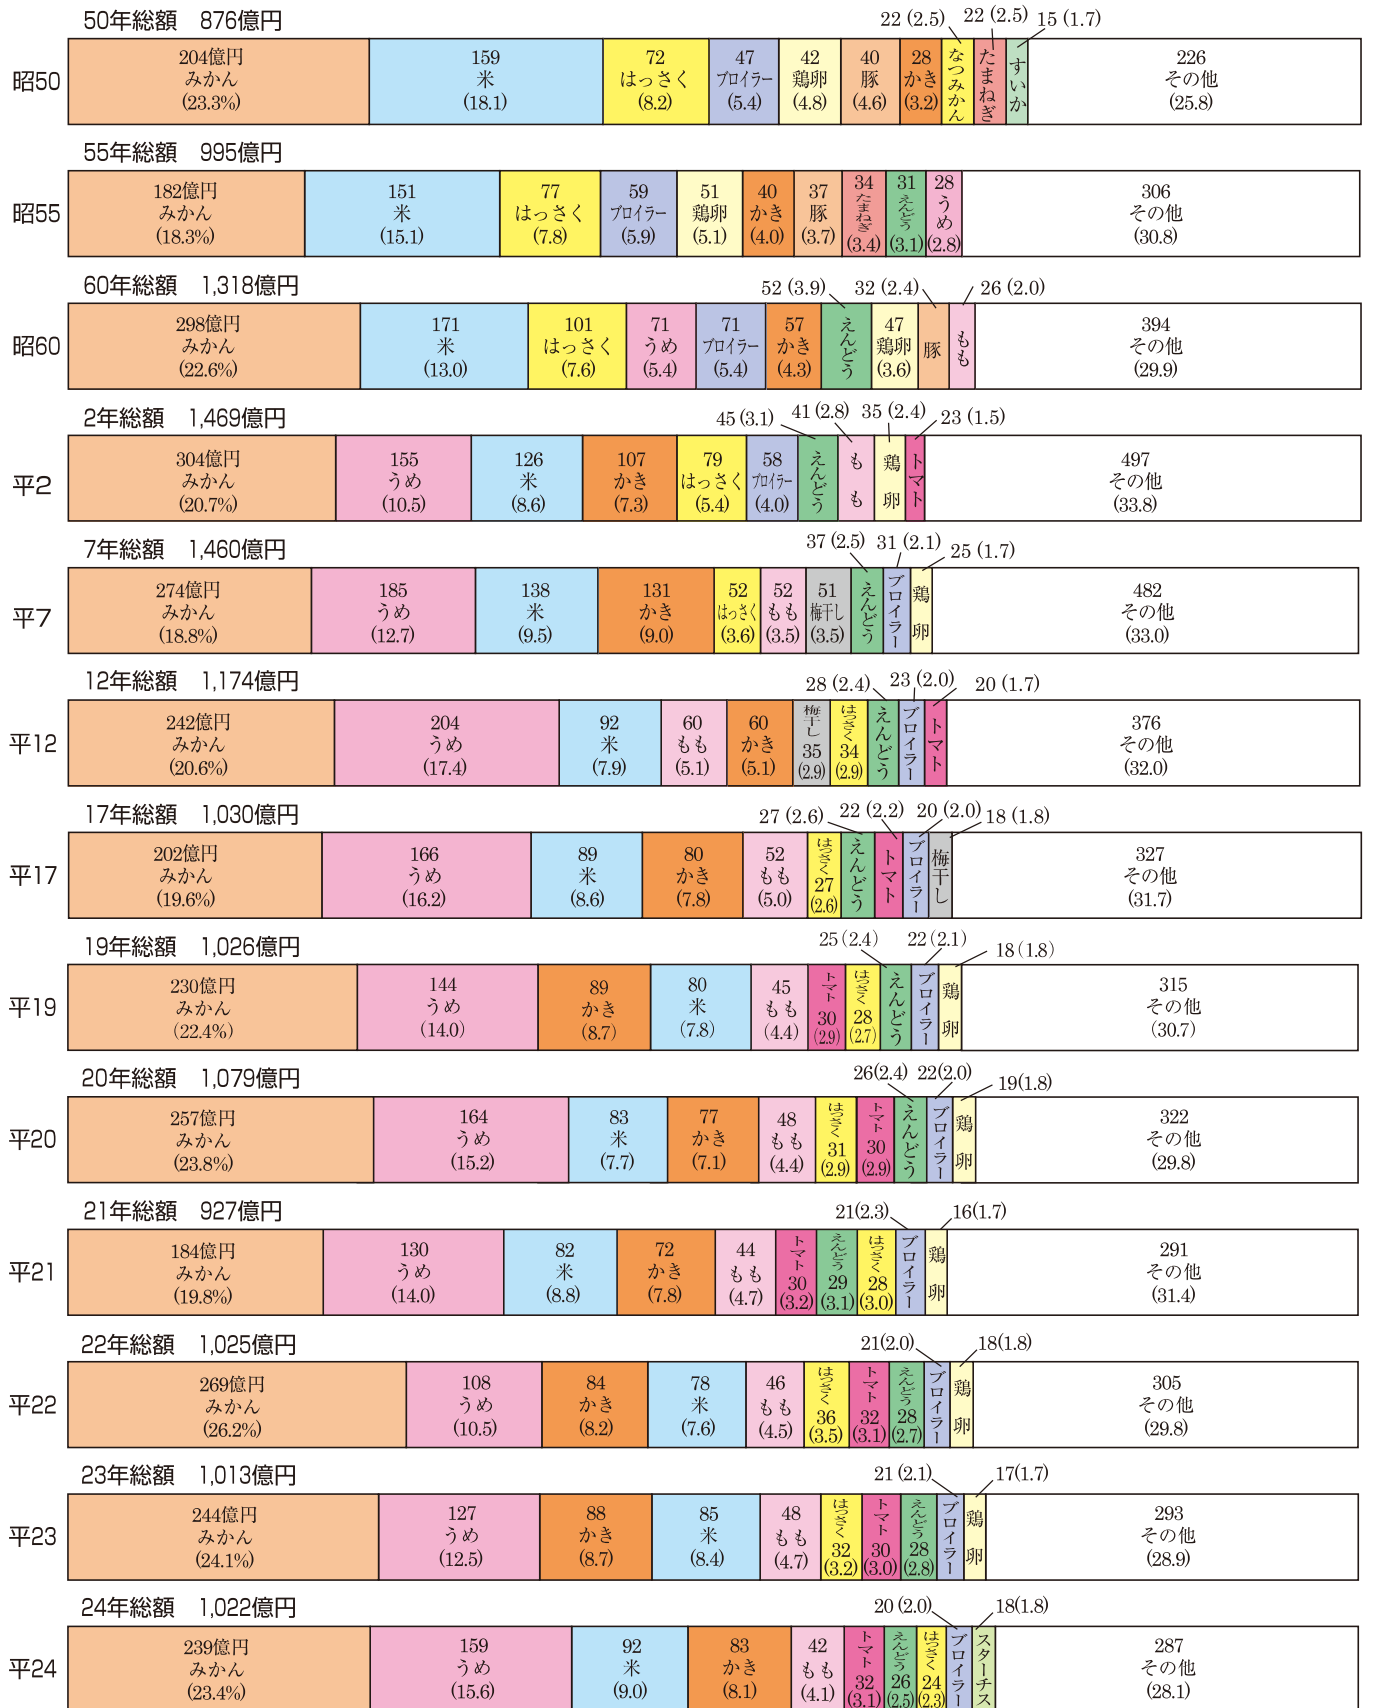 50年総額　876億円
22 (2.5) 22 (2.5) 15 (1.7)
昭50
204億円 159 72 47 42 40 28 226
みかん 米 はっさく ブロイラー 鶏卵 豚 かき なつみかん たまねぎ すいか その他
(23.3%) (18.1) (8.2) (5.4) (4.8) (4.6) (3.2) (25.8)
55年総額　995億円
昭55
182億円 151 77 59 51 40 37 34 31 28 306
みかん 米 はっさく ブロイラー 鶏卵 かき 豚 たまねぎ えんどう うめ その他
(18.3%) (15.1) (7.8) (5.9) (5.1) (4.0) (3.7) (3.4) (3.1) (2.8) (30.8)
60年総額　1,318億円
52 (3.9) 32 (2.4) 26 (2.0)
昭60
298億円 171 101 71 71 57 47 394
みかん 米 はっさく うめ ブロイラー かき えんどう 鶏卵 豚 もも その他
(22.6%) (13.0) (7.6) (5.4) (5.4) (4.3) (3.6) (29.9)
2年総額　1,469億円
45 (3.1) 41 (2.8) 35 (2.4) 23 (1.5)
平2
304億円 155 126 107 79 58 497
みかん うめ 米 かき はっさく ブロイラー えんどう もも 鶏卵 トマト その他
(20.7%) (10.5) (8.6) (7.3) (5.4) (4.0) (33.8)
7年総額　1,460億円
37 (2.5) 31 (2.1) 25 (1.7)
平7
274億円 185 138 131 52 52 51 482
みかん うめ 米 かき はっさく もも 梅干し えんどう ブロイラー 鶏卵 その他
(18.8%) (12.7) (9.5) (9.0) (3.6) (3.5) (3.5) (33.0)
12年総額　1,174億円
28 (2.4) 23 (2.0) 20 (1.7)
平12
242億円 204 92 60 60 35 34 376
みかん うめ 米 もも かき 梅干し はっさく えんどう ブロイラー トマト その他
(20.6%) (17.4) (7.9) (5.1) (5.1) (2.9) (2.9) (32.0)
17年総額　1,030億円
27 (2.6) 22 (2.2) 20 (2.0) 18 (1.8)
平17
202億円 166 89 80 52 27 327
みかん うめ 米 かき もも はっさく えんどう トマト ブロイラー 梅干し その他
(19.6%) (16.2) (8.6) (7.8) (5.0) (2.6) (31.7)
19年総額　1,026億円
25 (2.4) 22 (2.1) 18 (1.8)
平19
230億円 144 89 80 45 30 28 315
みかん うめ かき 米 もも トマト はっさく えんどう ブロイラー 鶏卵 その他
(22.4%) (14.0) (8.7) (7.8) (4.4) (2.9) (2.7) (30.7)
20年総額　1,079億円
26(2.4) 22(2.0) 19(1.8)
平20
257億円 164 83 77 48 31 30 322
みかん うめ 米 かき もも はっさく トマト えんどう ブロイラー 鶏卵 その他
(23.8%) (15.2) (7.7) (7.1) (4.4) (2.9) (2.9) (29.8)
21年総額　927億円
21(2.3) 16(1.7)
平21
184億円 130 82 72 44 30 29 28 291
みかん うめ 米 かき もも トマト えんどう はっさく ブロイラー 鶏卵 その他
(19.8%) (14.0) (8.8) (7.8) (4.7) (3.2) (3.1) (3.0) (31.4)
22年総額　1,025億円
21(2.0) 18(1.8)
平22
269億円 108 84 78 46 36 32 28 305
みかん うめ かき 米 もも はっさく トマト えんどう ブロイラー 鶏卵 その他
(26.2%) (10.5) (8.2) (7.6) (4.5) (3.5) (3.1) (2.7) (29.8)
23年総額　1,013億円
21 (2.1) 17(1.7)
平23
244億円 127 88 85 48 32 30 28 293
みかん うめ かき 米 もも はっさく トマト えんどう ブロイラー 鶏卵 その他
(24.1%) (12.5) (8.7) (8.4) (4.7) (3.2) (3.0) (2.8) (28.9)
24年総額　1,022億円
20 (2.0) 18(1.8)
平24
239億円 159 92 83 42 32 26 24 287
みかん うめ 米 かき もも トマト えんどう はっさく ブロイラー スターチス その他
(23.4%) (15.6) (9.0) (8.1) (4.1) (3.1) (2.5) (2.3) (28.1)